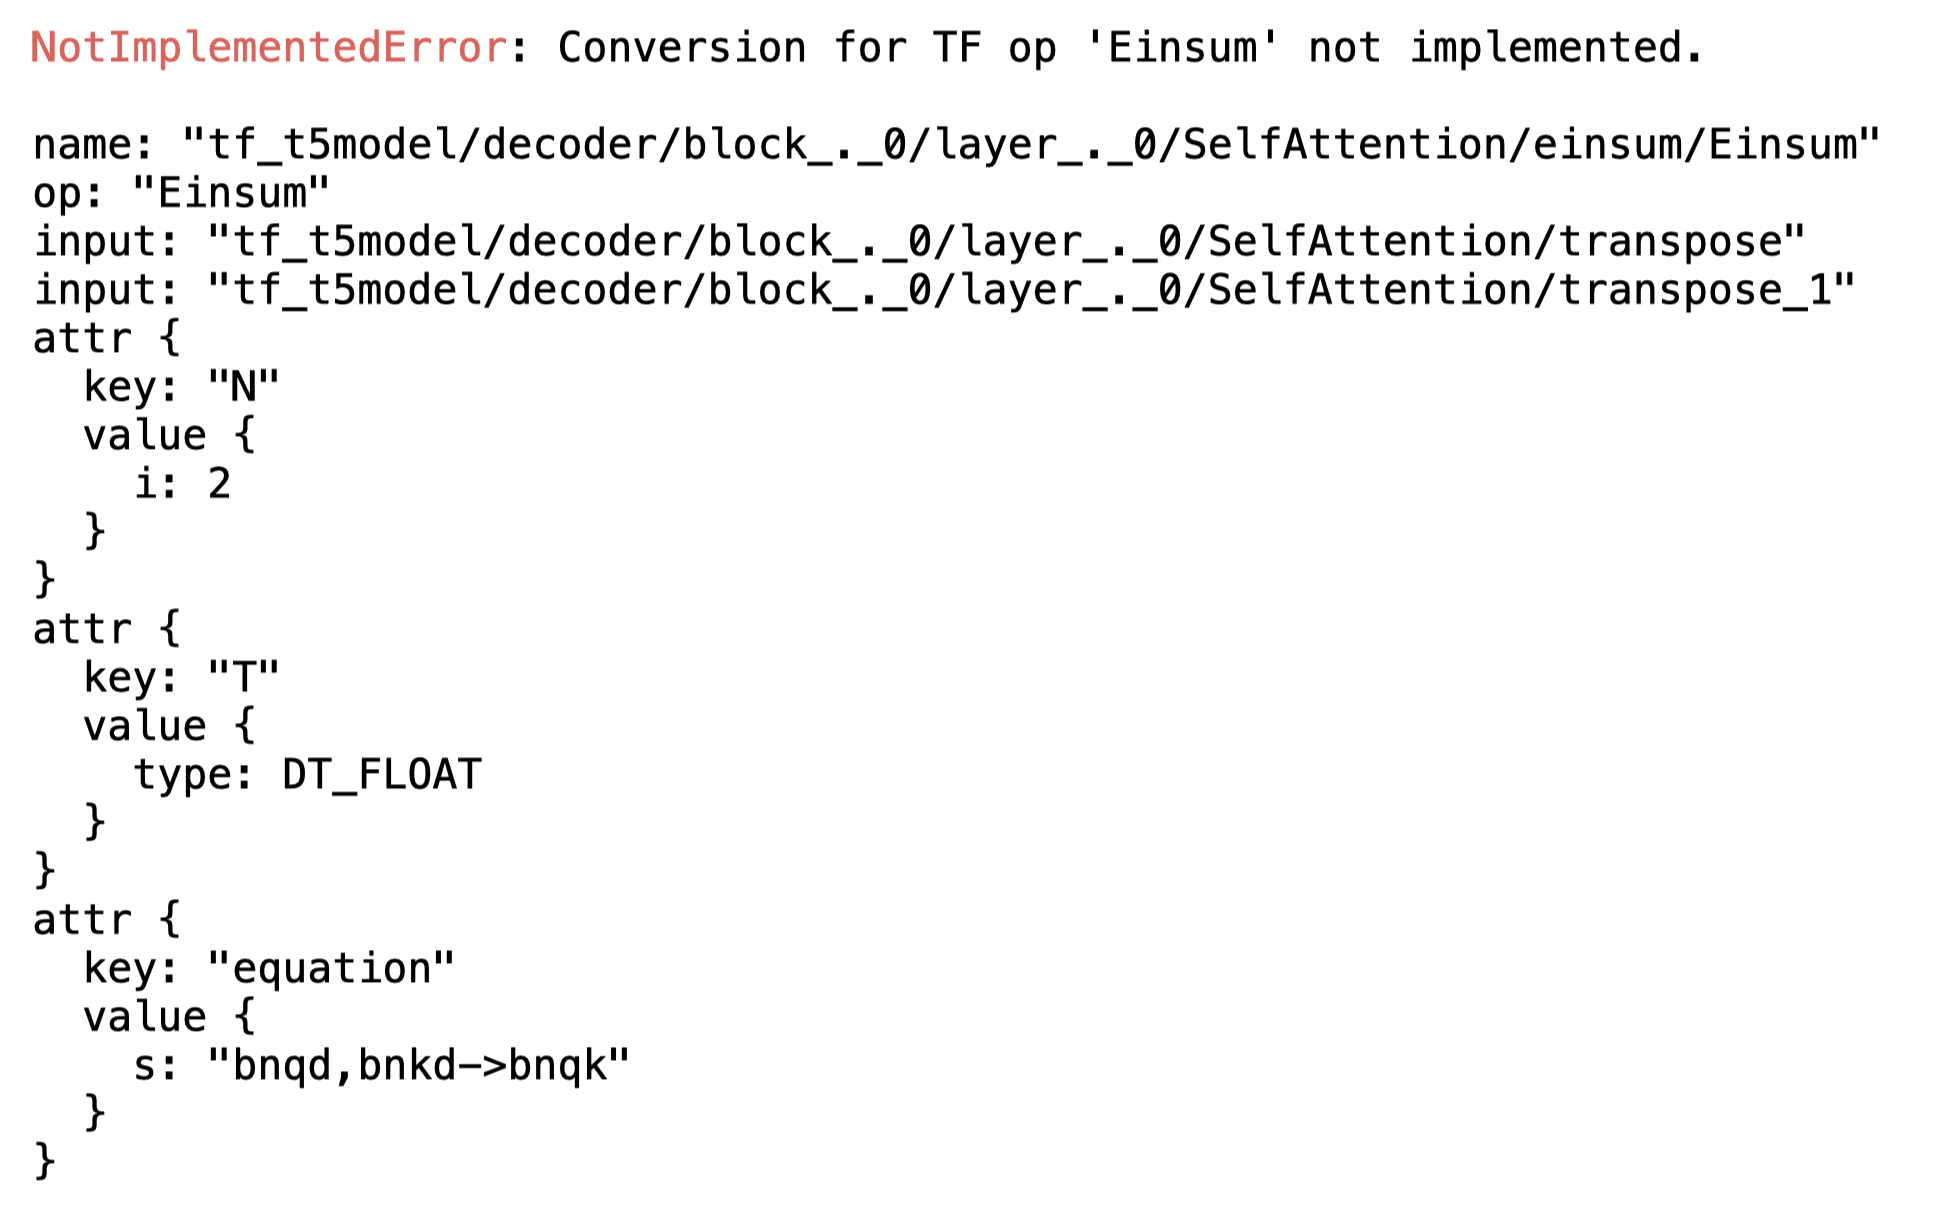 NotImplementedError: Conversion for TF op 'Einsum' not implemented.

name: "tf_t5model/decoder/block_._0/layer_._0/SelfAttention/einsum/Einsum"
op: "Einsum"
input: "tf_t5model/decoder/block_._0/layer_._0/SelfAttention/transpose"
input: "tf_t5model/decoder/block_._0/layer_._0/SelfAttention/transpose_1"
attr {
  key: "N"
  value {
    i: 2
  }
}
attr {
  key: "T"
  value {
    type: DT_FLOAT
  }
}
attr {
  key: "equation"
  value {
    s: "bnqd,bnkd->bnqk"
  }
}